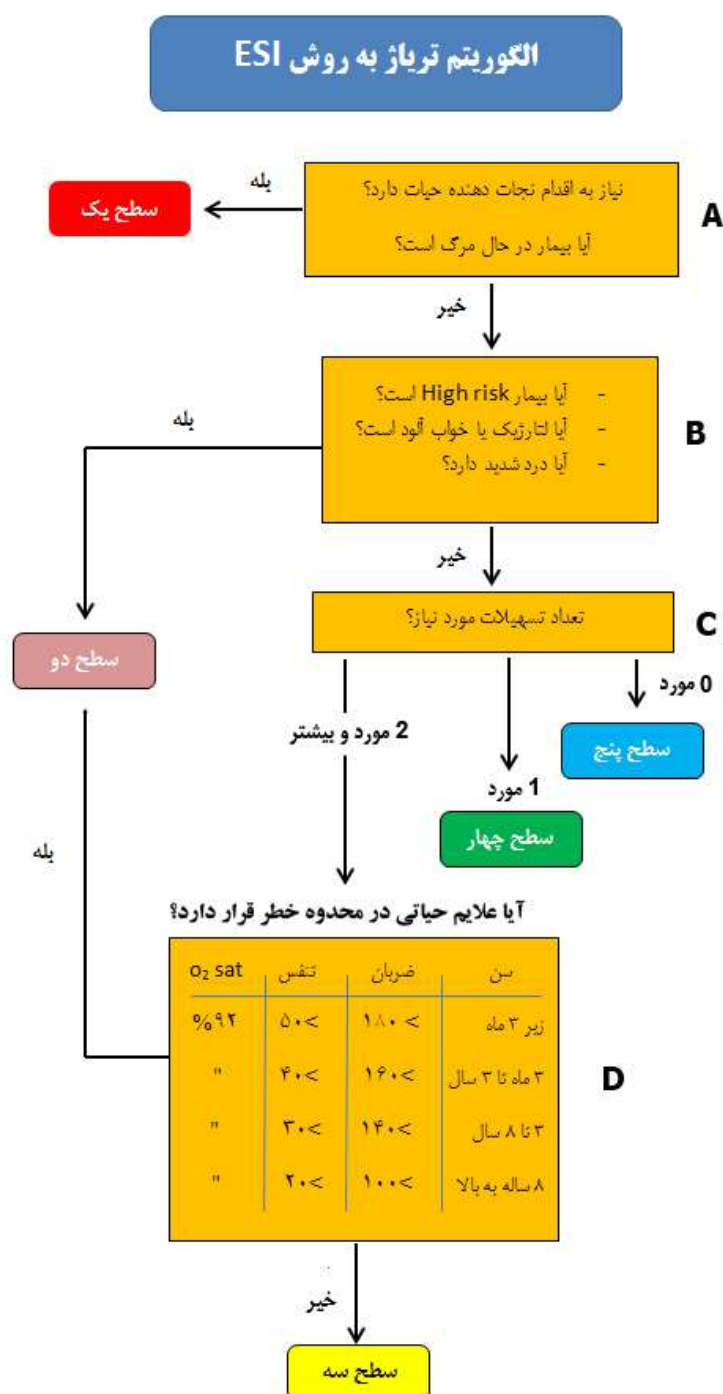 الگوریتم تریاژ به روش ESI
نیاز به اقدام نجات دهنده حیات دارد؟
آیا بیمار در حال مرگ است؟
A
بله
سطح یک
خیر
- آیا بیمار High risk است؟
- آیا لتارژیک یا خواب آلود است؟
- آیا درد شدید دارد؟
B
بله
خیر
سطح دو
تعداد تسهیلات مورد نیاز؟
C
0 مورد
سطح پنج
1 مورد
سطح چهار
2 مورد و بیشتر
بله
آیا علایم حیاتی در محدوده خطر قرار دارد؟
سن ضربان تنفس o₂ sat
زیر ۳ ماه >۱۸۰ >۵۰ %۹۲
۳ ماه تا ۳ سال >۱۶۰ >۴۰ "
۳ تا ۸ سال >۱۴۰ >۳۰ "
۸ ساله به بالا >۱۰۰ >۲۰ "
D
خیر
سطح سه